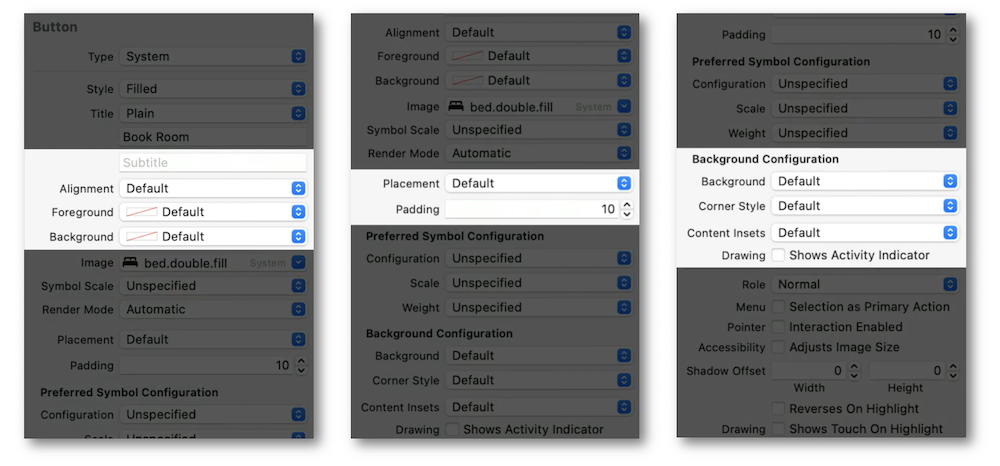 Button
Type System
Style Filled
Title Plain
Book Room
Subtitle
Alignment Default
Foreground Default
Background Default
Image bed.double.fill System
Symbol Scale Unspecified
Render Mode Automatic
Placement Default
Padding 10
Preferred Symbol Configuration
Configuration Unspecified
Scale Unspecified
Alignment Default
Foreground Default
Background Default
Image bed.double.fill System
Symbol Scale Unspecified
Render Mode Automatic
Placement Default
Padding 10
Preferred Symbol Configuration
Configuration Unspecified
Scale Unspecified
Weight Unspecified
Background Configuration
Background Default
Corner Style Default
Content Insets Default
Drawing Shows Activity Indicator
Padding 10
Preferred Symbol Configuration
Configuration Unspecified
Scale Unspecified
Weight Unspecified
Background Configuration
Background Default
Corner Style Default
Content Insets Default
Drawing Shows Activity Indicator
Role Normal
Menu Selection as Primary Action
Pointer Interaction Enabled
Accessibility Adjusts Image Size
Shadow Offset 0 0
Width Height
Reverses On Highlight
Drawing Shows Touch On Highlight